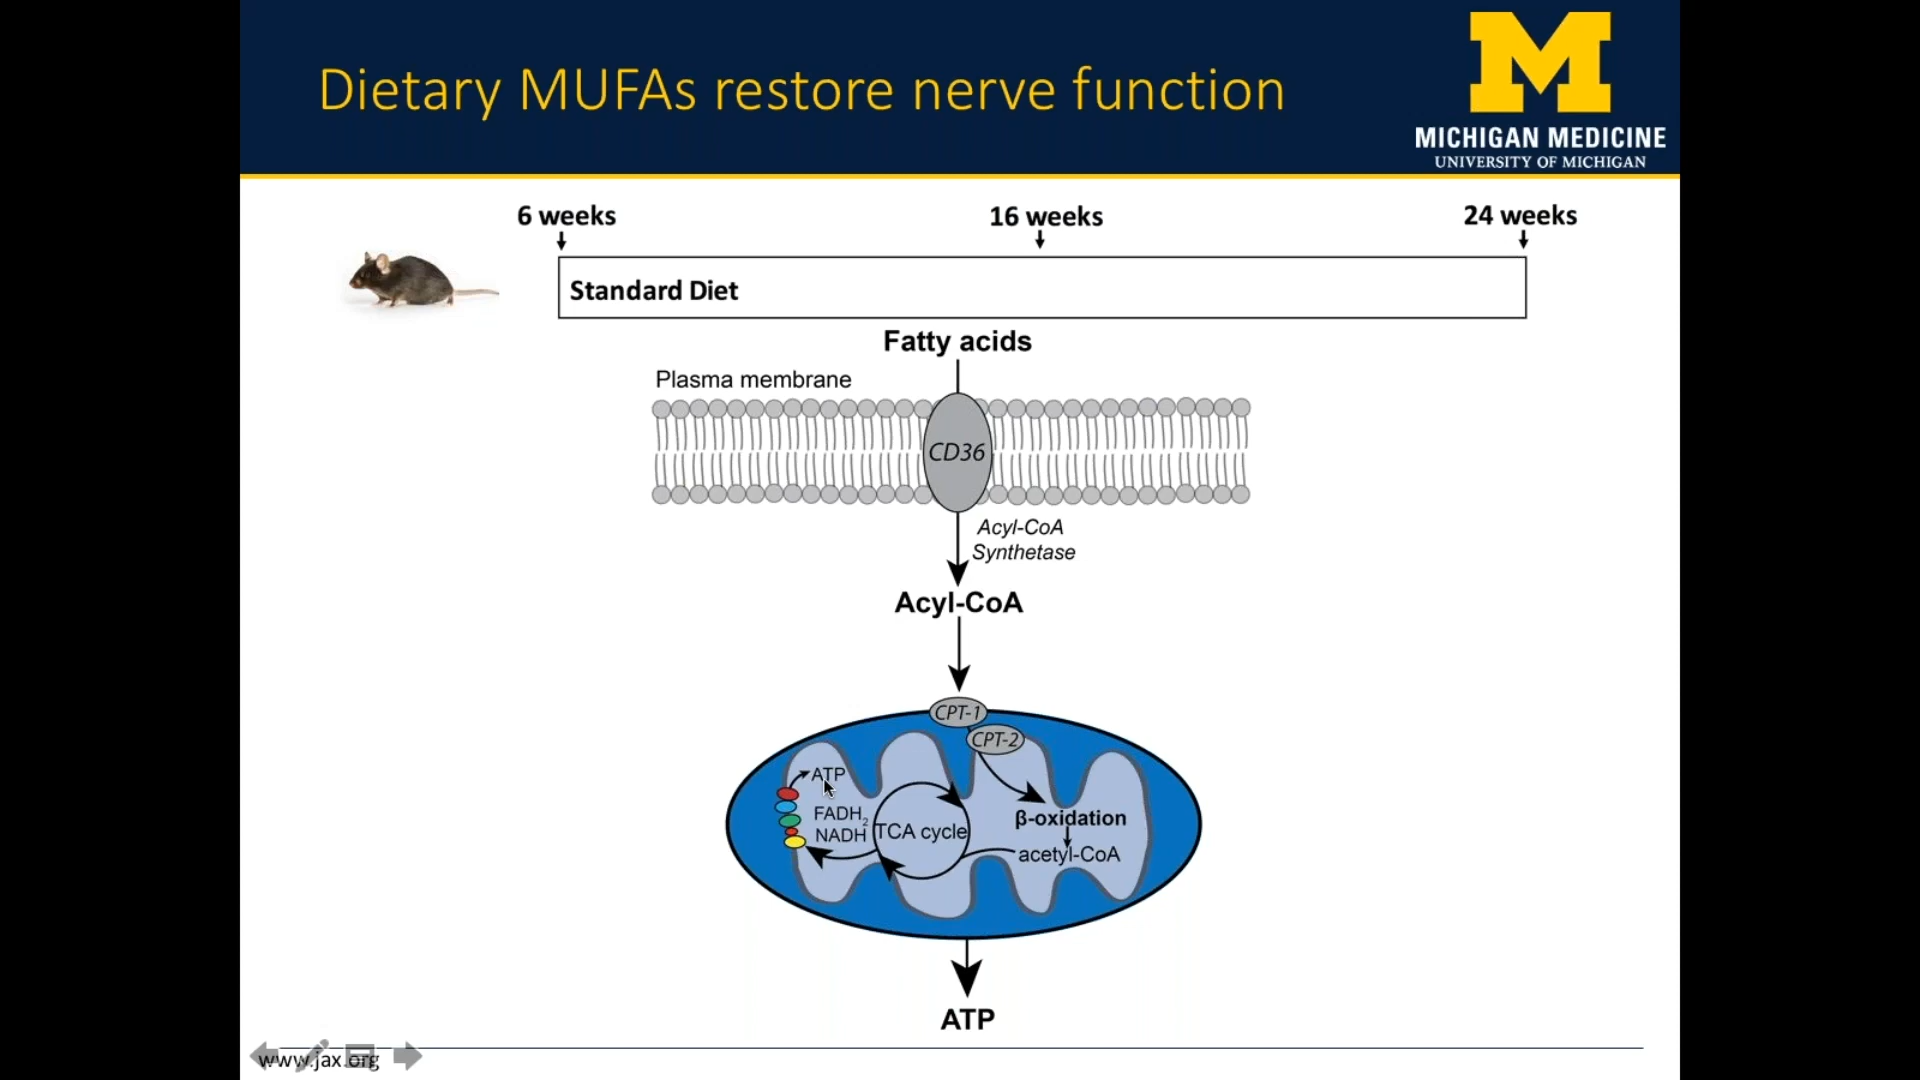 Dietary MUFAs restore nerve function
M
MICHIGAN MEDICINE
UNIVERSITY OF MICHIGAN
6 weeks
16 weeks
24 weeks
Standard Diet
Fatty acids
Plasma membrane
CD36
Acyl-CoA
Synthetase
Acyl-CoA
CPT-1
CPT-2
ATP
FADH₂
NADH
TCA cycle
β-oxidation
acetyl-CoA
ATP
www.jax.org